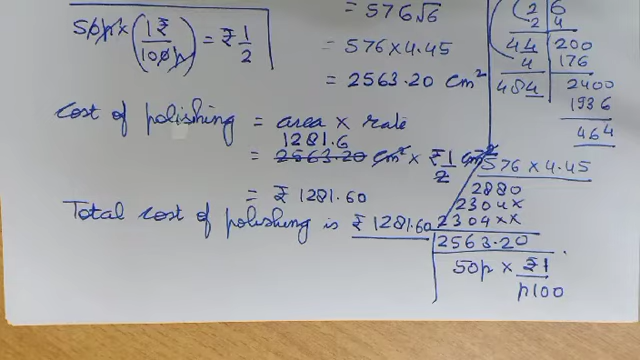 50p × (1₹/100p) = ₹ 1/2
= 576√6
= 576 × 4.45
= 2563.20 cm²
Cost of polishing = area × rate
1281.6
= 2563.20 cm² × ₹1/2 cm²
= ₹ 1281.60
Total cost of polishing is ₹ 1281.60
2 6
2 4
44 200
4 176
484 2400
1936
464
576 × 4.45
2880
2304×
2304××
2563.20
50p × ₹1/p100